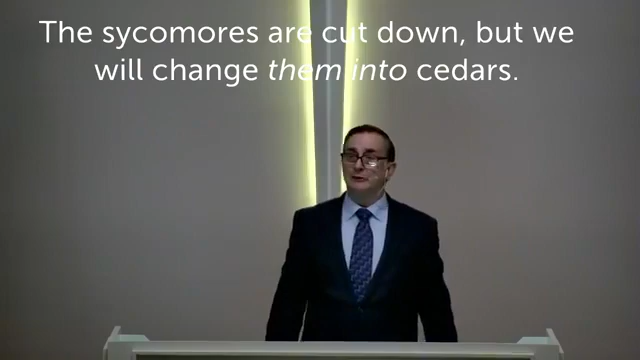 The sycomores are cut down, but we
will change them into cedars.